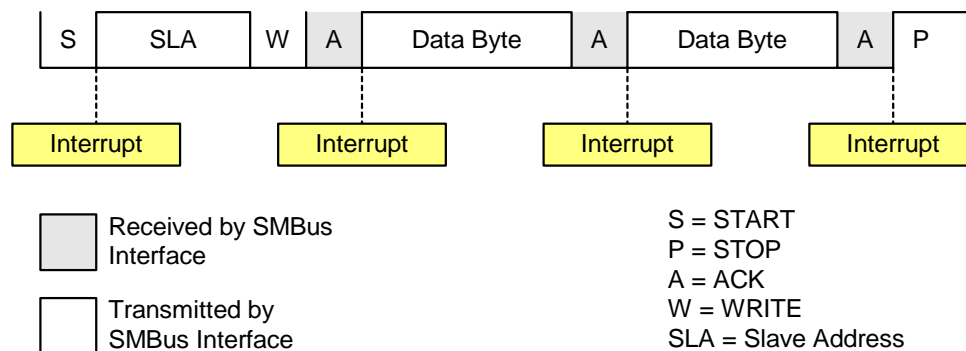 S SLA W A Data Byte A Data Byte A P
Interrupt Interrupt Interrupt Interrupt
Received by SMBus
Interface
Transmitted by
SMBus Interface
S = START
P = STOP
A = ACK
W = WRITE
SLA = Slave Address